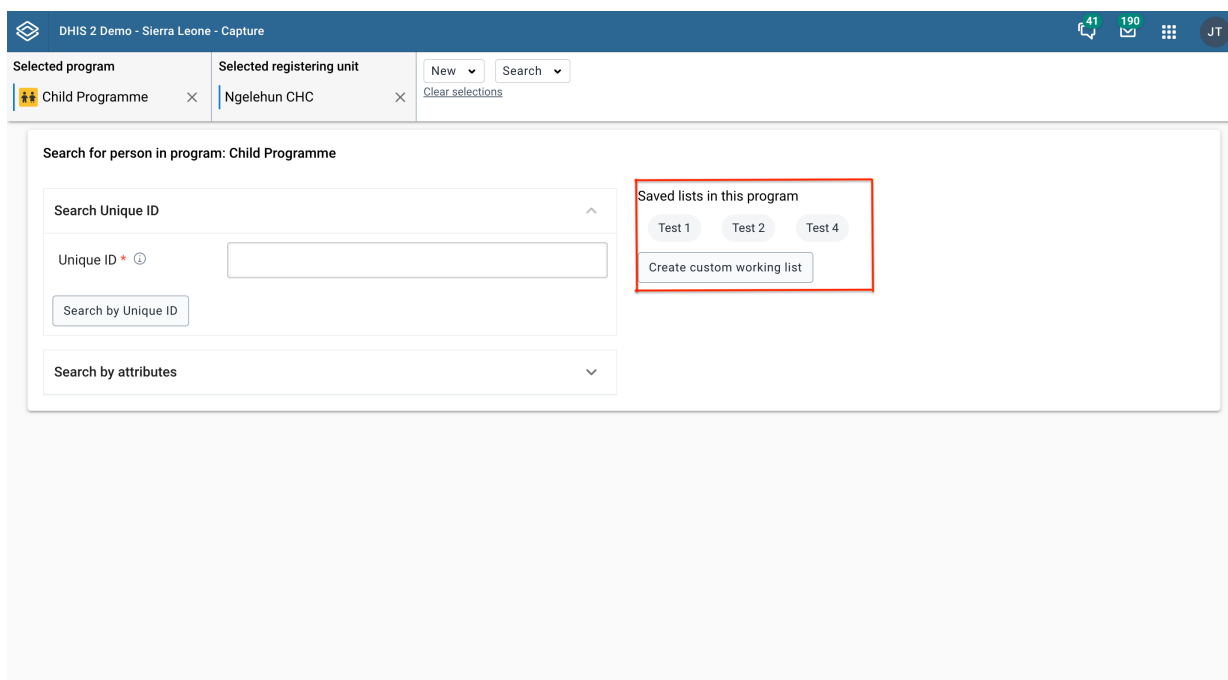 DHIS 2 Demo - Sierra Leone - Capture
41
190
JT
Selected program
Child Programme
Selected registering unit
Ngelehun CHC
New
Search
Clear selections
Search for person in program: Child Programme
Search Unique ID
Unique ID *
Search by Unique ID
Search by attributes
Saved lists in this program
Test 1 Test 2 Test 4
Create custom working list